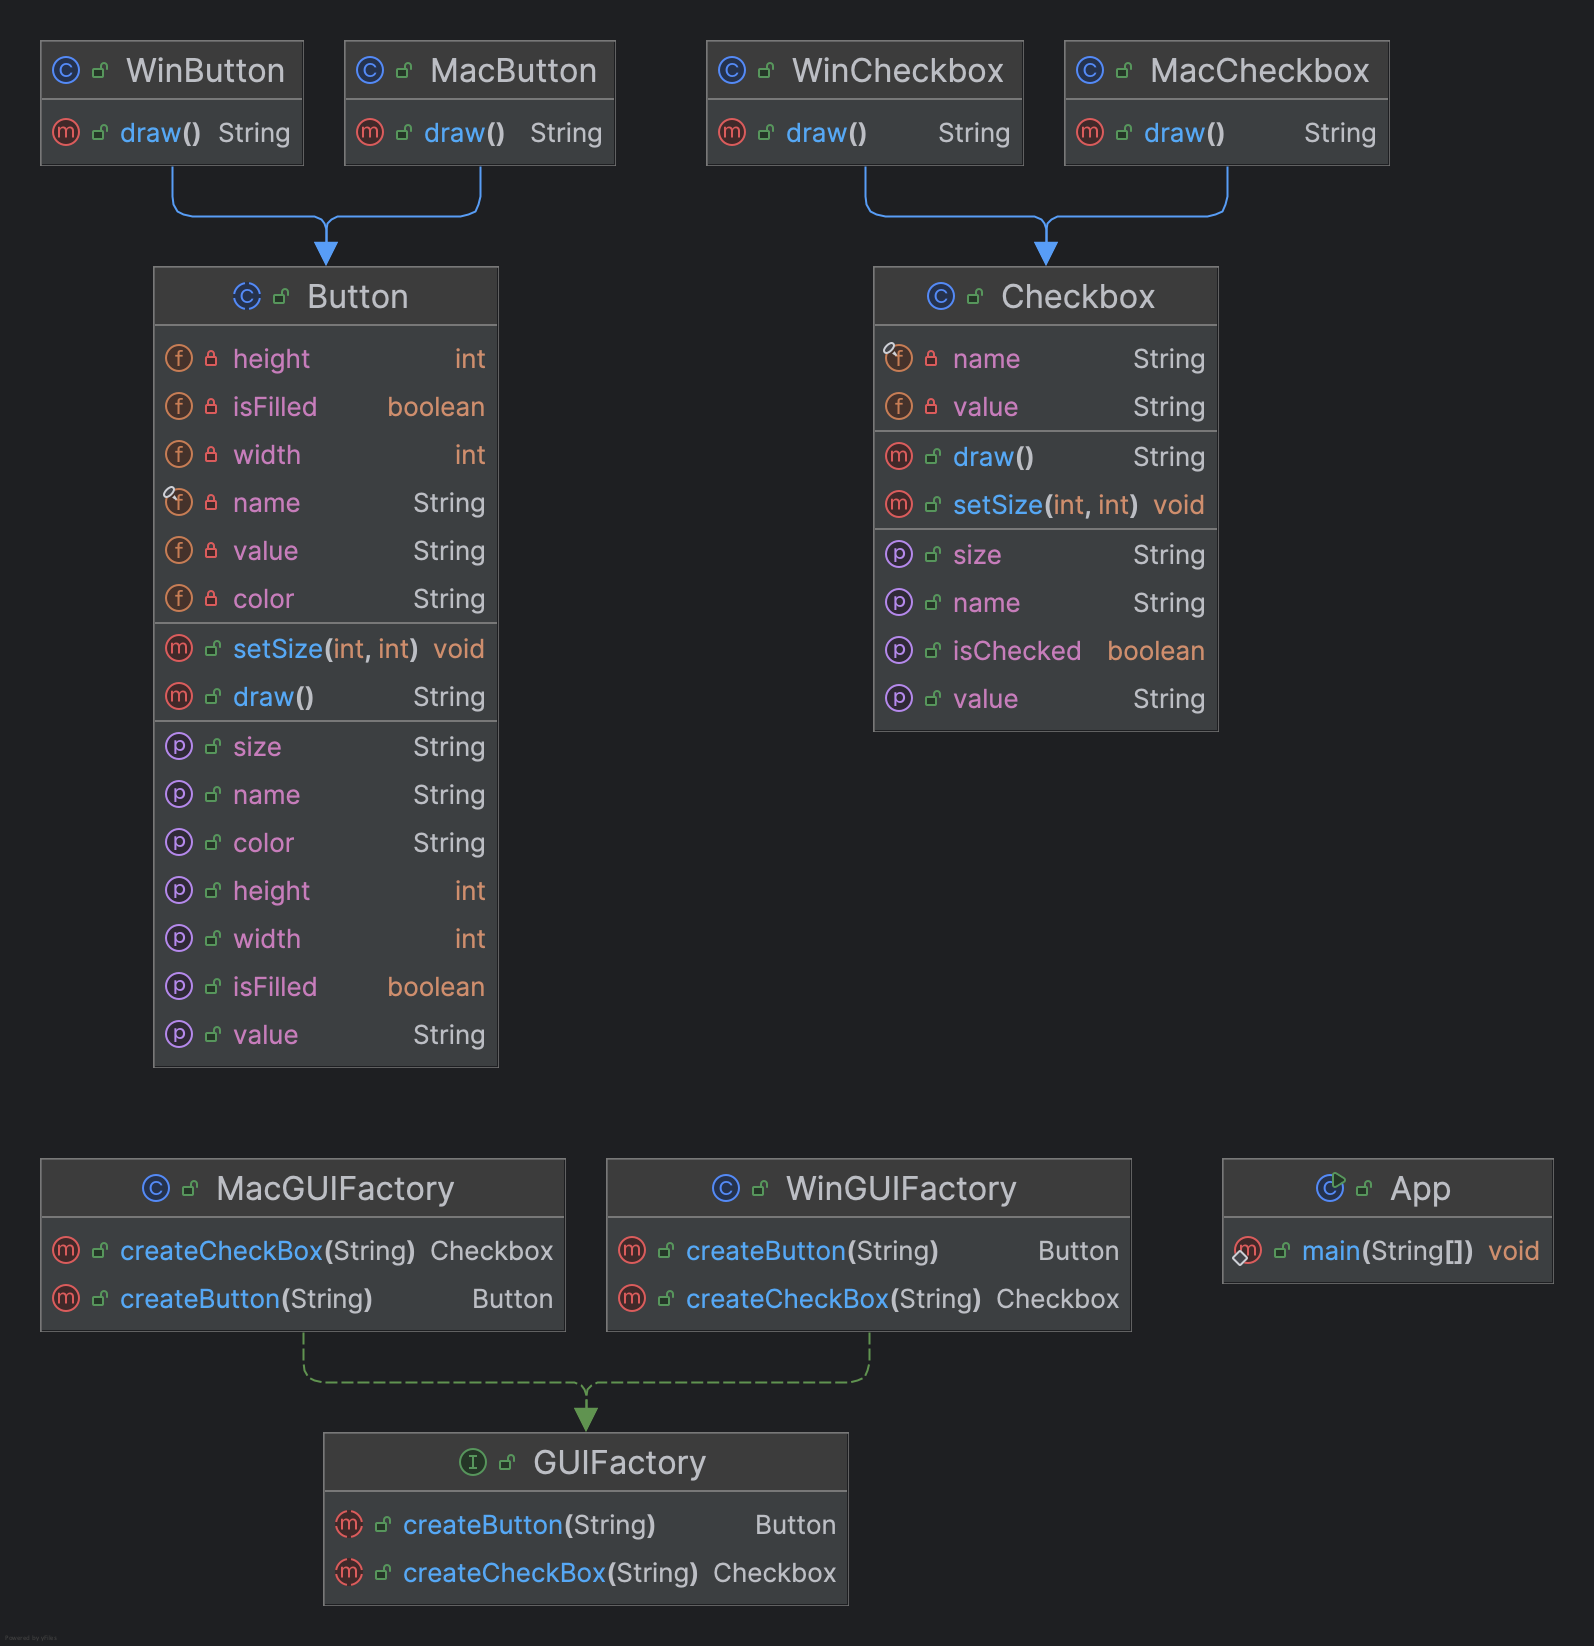 WinButton
draw() String
MacButton
draw() String
WinCheckbox
draw() String
MacCheckbox
draw() String
Button
height int
isFilled boolean
width int
name String
value String
color String
setSize(int, int) void
draw() String
size String
name String
color String
height int
width int
isFilled boolean
value String
Checkbox
name String
value String
draw() String
setSize(int, int) void
size String
name String
isChecked boolean
value String
MacGUIFactory
createCheckBox(String) Checkbox
createButton(String) Button
WinGUIFactory
createButton(String) Button
createCheckBox(String) Checkbox
App
main(String[]) void
GUIFactory
createButton(String) Button
createCheckBox(String) Checkbox
Powered by yFiles